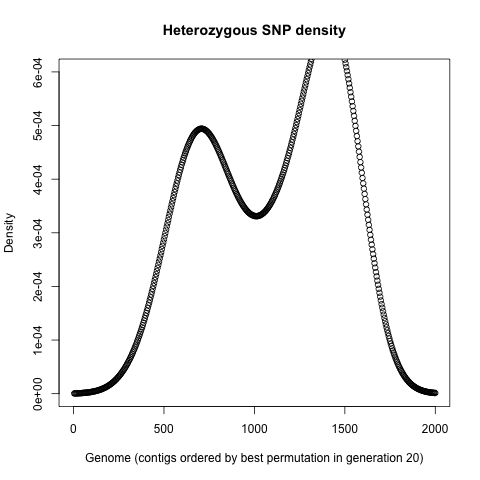 Heterozygous SNP density
6e-04
5e-04
4e-04
3e-04
2e-04
1e-04
0e+00
Density
0 500 1000 1500 2000
Genome (contigs ordered by best permutation in generation 20)